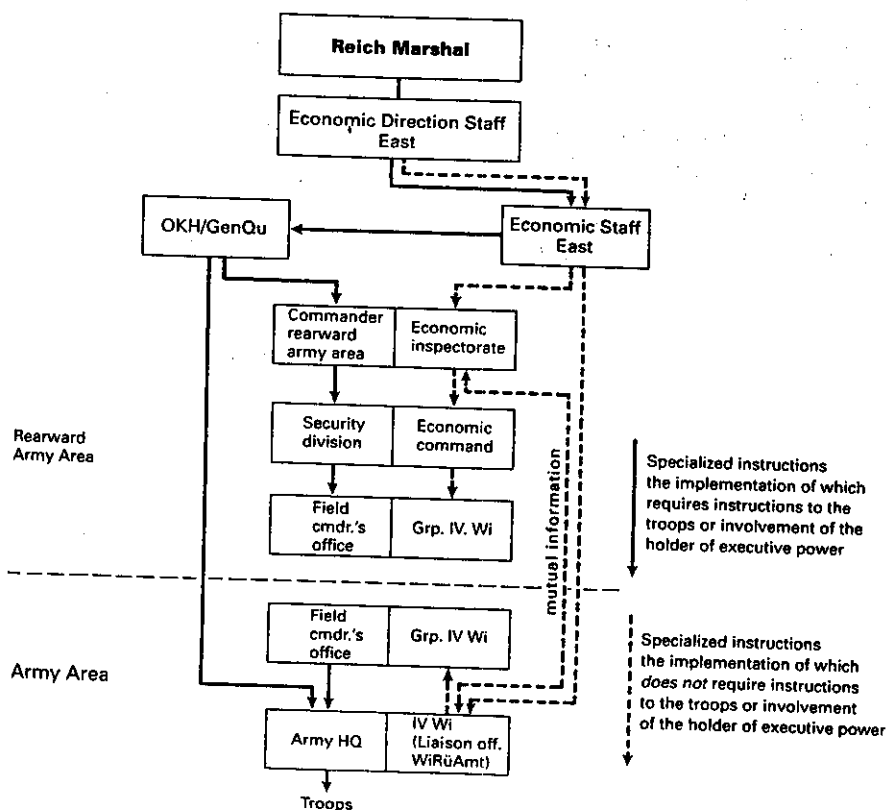 Reich Marshal
Economic Direction Staff
East
OKH/GenQu
Economic Staff
East
Commander
rearward
army area
Economic
inspectorate
Rearward
Army Area
Security
division
Economic
command
Field
cmdr.'s
office
Grp. IV. Wi
mutual information
Specialized instructions
the implementation of which
requires instructions to the
troops or involvement of the
holder of executive power
Army Area
Field
cmdr.'s
office
Grp. IV Wi
Army HQ
IV Wi
(Liaison off.
WiRüAmt)
Troops
Specialized instructions
the implementation of which
does not require instructions
to the troops or involvement
of the holder of executive power